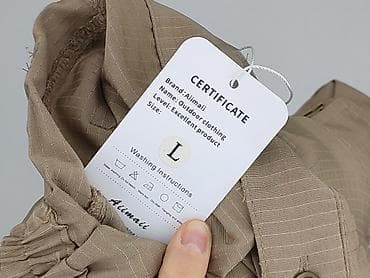 CERTIFICATE
Brand:Alimali
Name: Outdoor clothing
Level: Excellent product
Size:
L
Washing Instructions
Alimali